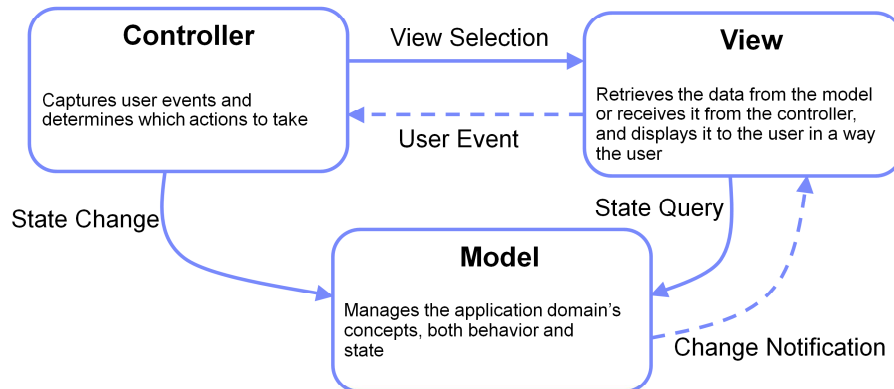 Controller
Captures user events and
determines which actions to take
View Selection
User Event
View
Retrieves the data from the model
or receives it from the controller,
and displays it to the user in a way
the user
State Change
State Query
Model
Manages the application domain's
concepts, both behavior and
state
Change Notification